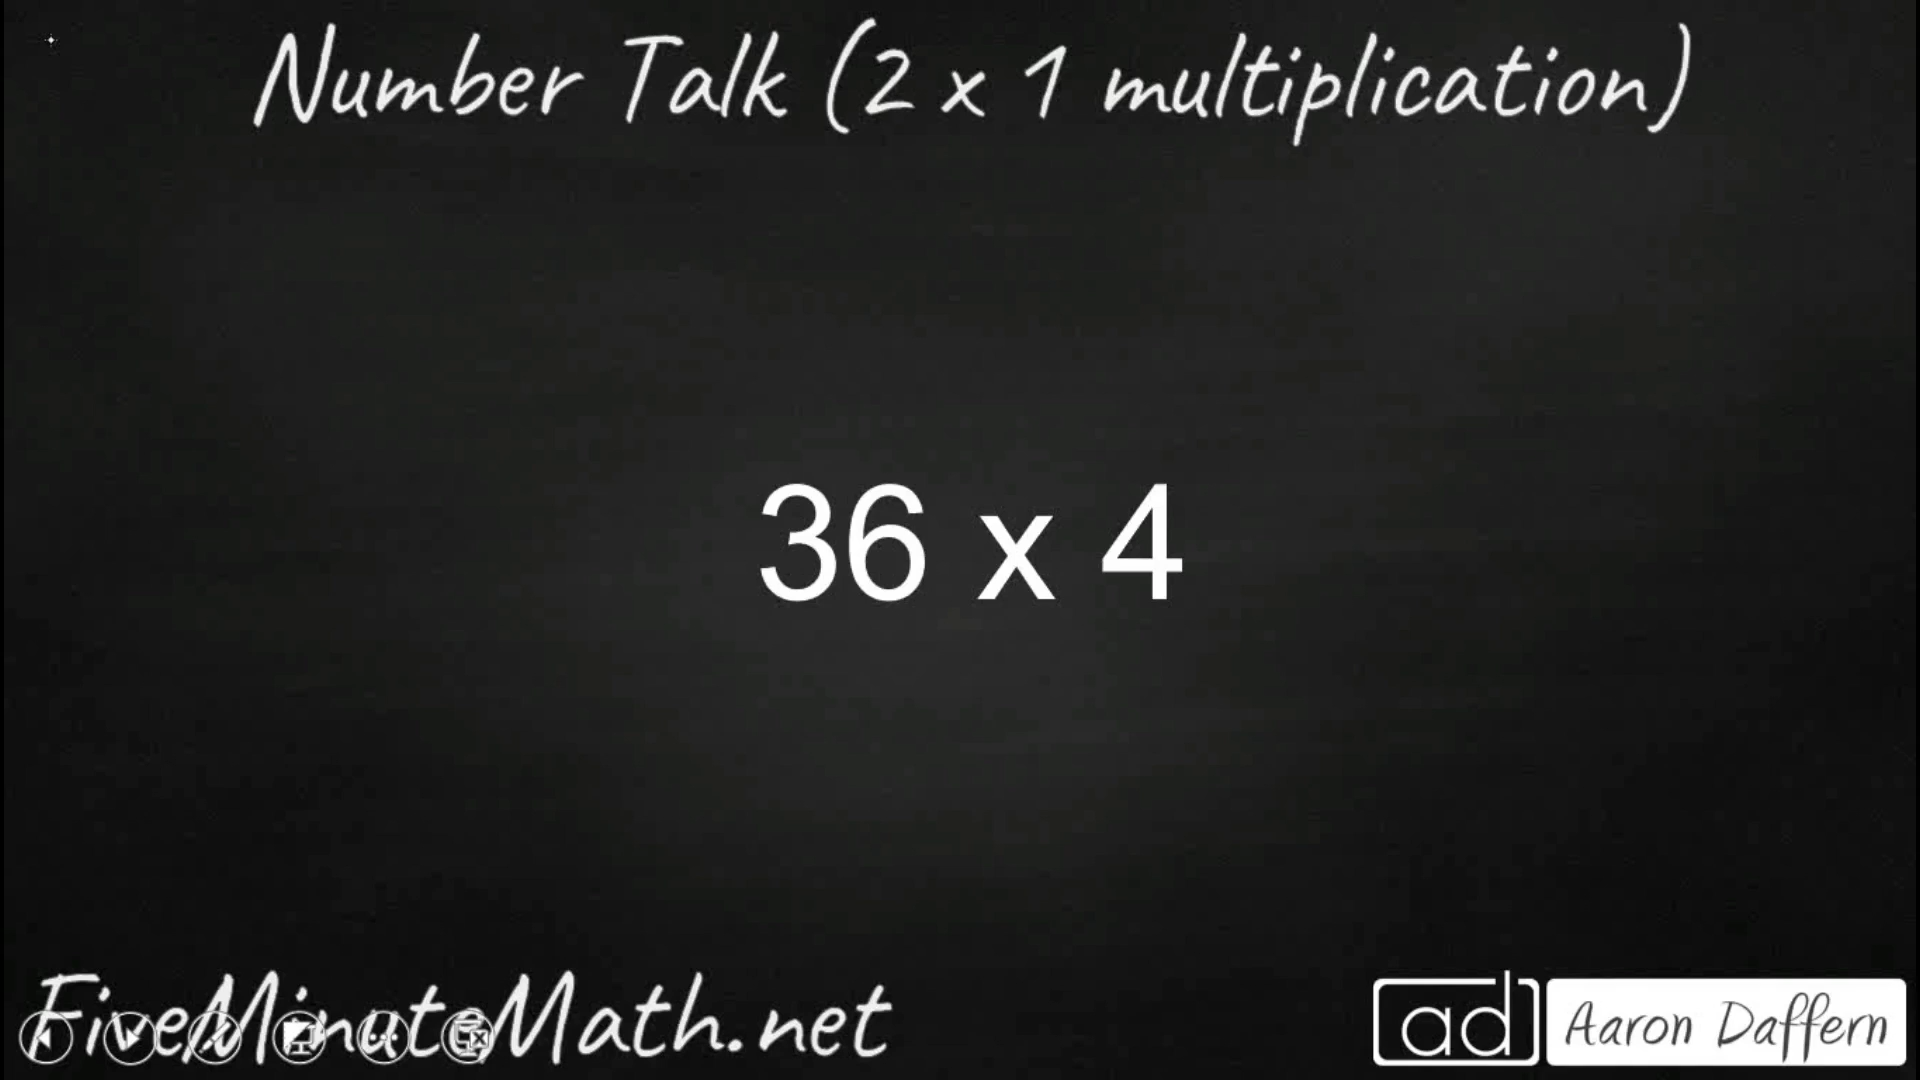 Number Talk (2 x 1 multiplication)
36 x 4
FiveMinuteMath.net
ad Aaron Daffern